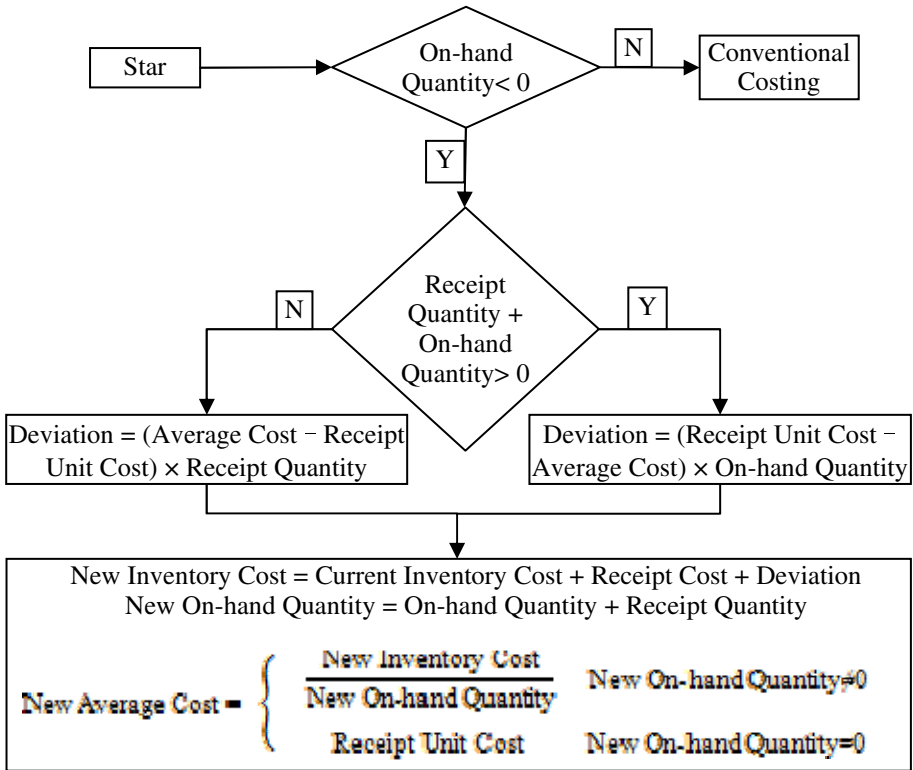 Star
On-hand
Quantity< 0
N
Conventional
Costing
Y
Receipt
Quantity +
On-hand
Quantity> 0
N
Y
Deviation = (Average Cost – Receipt
Unit Cost) × Receipt Quantity
Deviation = (Receipt Unit Cost –
Average Cost) × On-hand Quantity
New Inventory Cost = Current Inventory Cost + Receipt Cost + Deviation
New On-hand Quantity = On-hand Quantity + Receipt Quantity
New Average Cost = {
New Inventory Cost
New On-hand Quantity
New On-hand Quantity≠0
Receipt Unit Cost
New On-hand Quantity=0